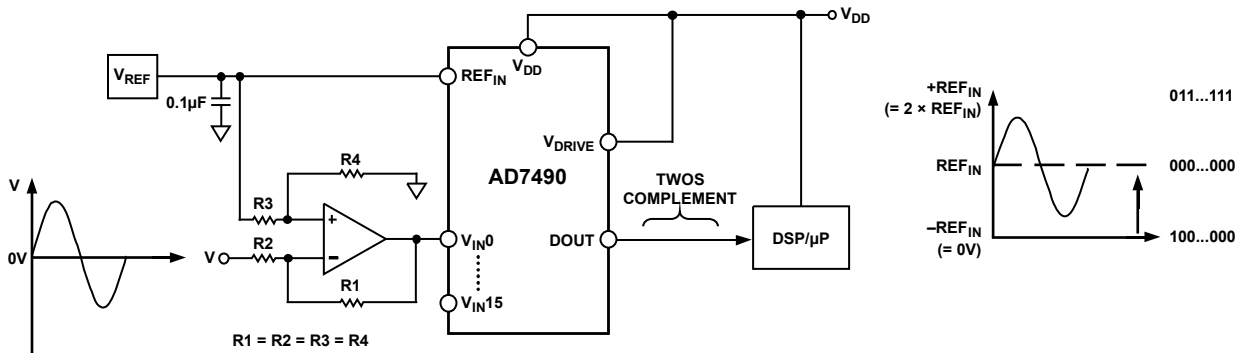 V_DD
V_REF
0.1µF
REF_IN
V_DD
V_DRIVE
AD7490
R4
R3
+
R2
V
−
R1
V_IN0
V_IN15
DOUT
TWOS
COMPLEMENT
DSP/µP
V
0V
R1 = R2 = R3 = R4
+REF_IN
(= 2 × REF_IN)
011...111
REF_IN
000...000
–REF_IN
(= 0V)
100...000